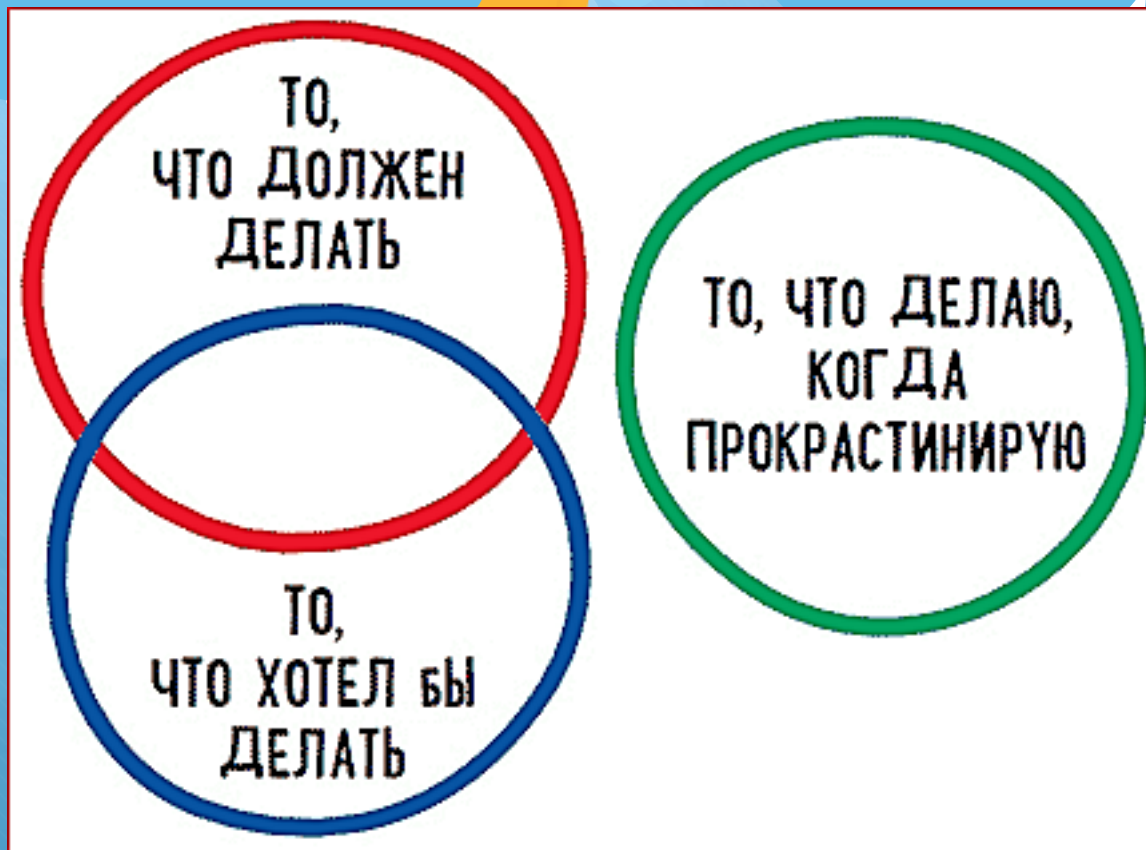 ТО,
ЧТО ДОЛЖЕН
ДЕЛАТЬ
ТО, ЧТО ДЕЛАЮ,
КОГДА
ПРОКРАСТИНИРУЮ
ТО,
ЧТО ХОТЕЛ БЫ
ДЕЛАТЬ